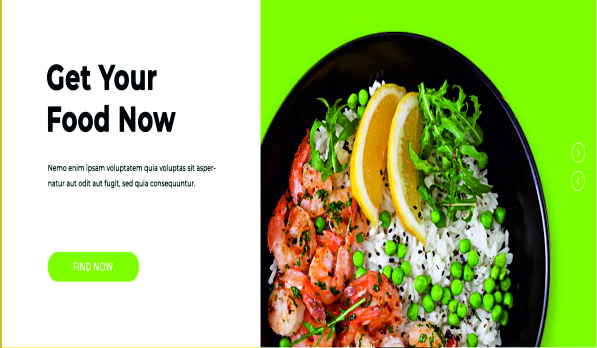 Get Your
Food Now
Nemo enim ipsam voluptatem quia voluptas sit asper-
natur aut odit aut fugit, sed quia consequuntur.
FIND NOW